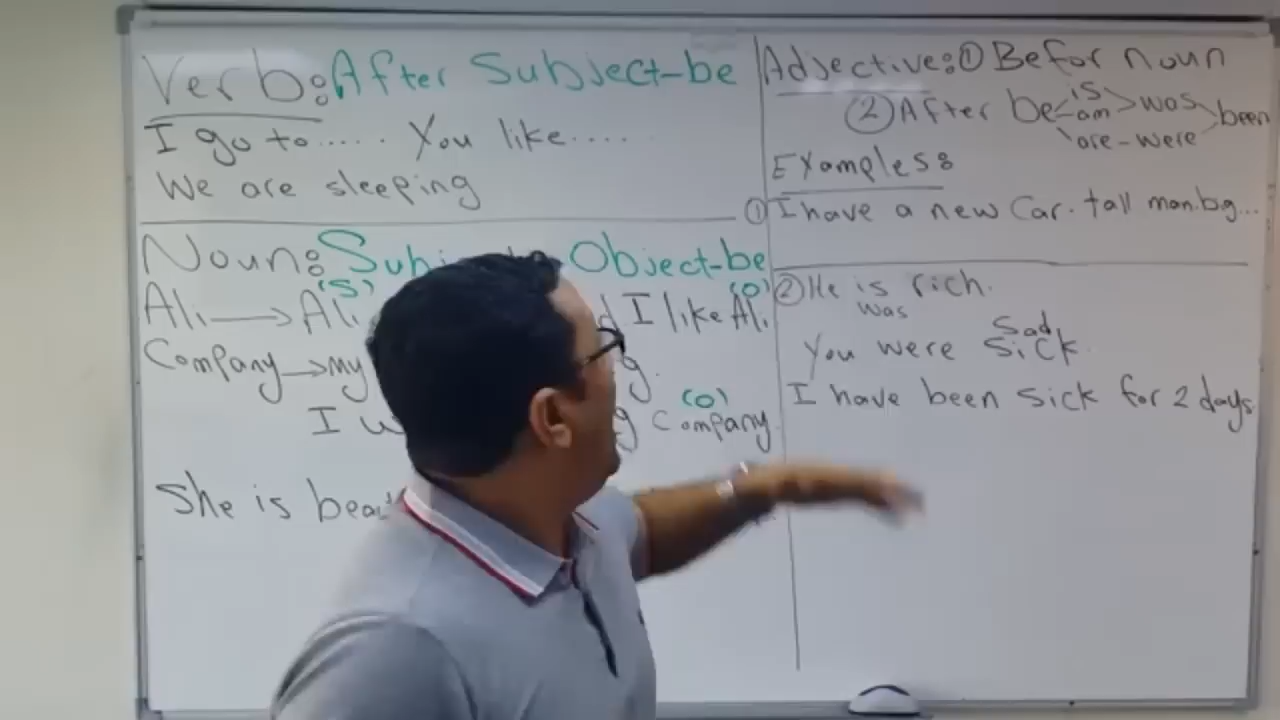 Verb: After Subject-be
I go to..... You like.....
We are sleeping
Noun: Object-be
(S) (O)
Ali → Ali I like Ali.
Company → my
(O)
I Company
She is
Adjective: ① Befor noun
② After be is am are - were > was been
Examples:
① I have a new Car. tall man. big...
② He is rich.
was
Sad
You were Sick.
I have been sick for 2 days.